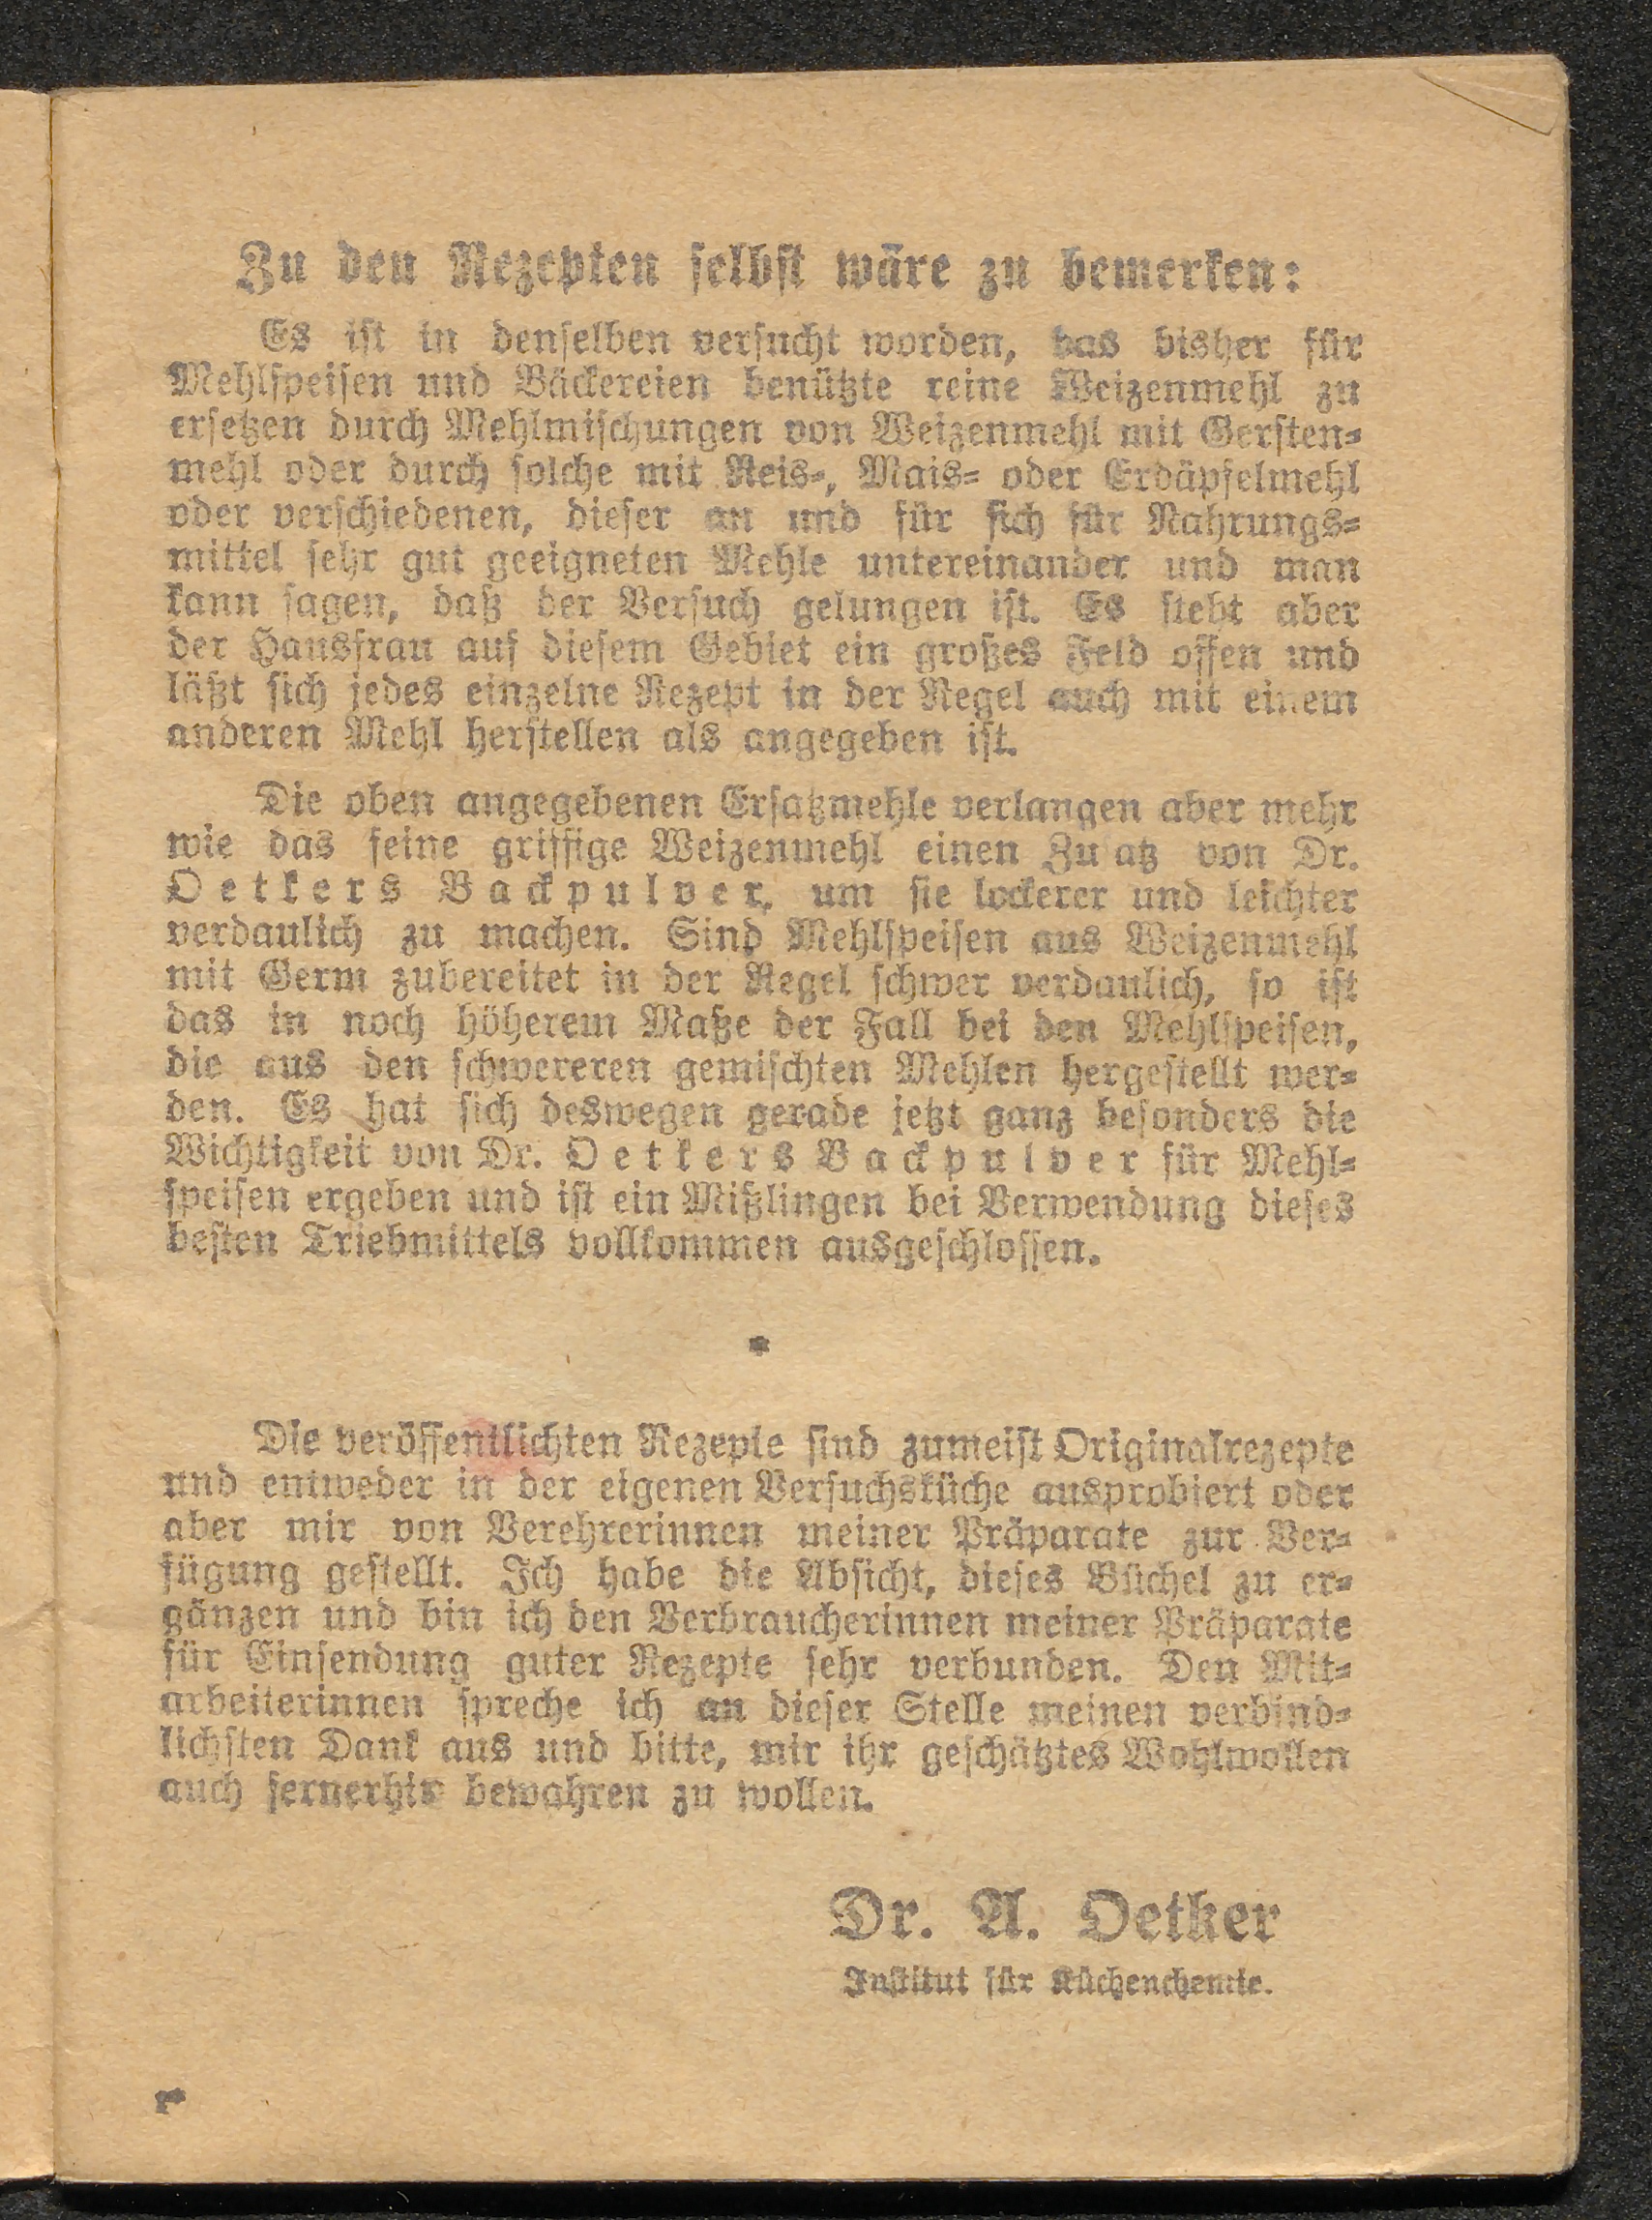 Zu den Rezepten selbst wäre zu bemerken:
Es ist in denselben versucht worden, das bisher für
Mehlspeisen und Bäckereien benützte reine Weizenmehl zu
ersetzen durch Mehlmischungen von Weizenmehl mit Gersten-
mehl oder durch solche mit Reis-, Mais- oder Erdäpfelmehl
oder verschiedenen, dieser an und für sich für Nahrungs-
mittel sehr gut geeigneten Mehle untereinander und man
kann sagen, daß der Versuch gelungen ist. Es steht aber
der Hausfrau auf diesem Gebiet ein großes Feld offen und
läßt sich jedes einzelne Rezept in der Regel auch mit einem
anderen Mehl herstellen als angegeben ist.
Die oben angegebenen Ersatzmehle verlangen aber mehr
wie das feine griffige Weizenmehl einen Zusatz von Dr.
Oetkers Backpulver, um sie lockerer und leichter
verdaulich zu machen. Sind Mehlspeisen aus Weizenmehl
mit Germ zubereitet in der Regel schwer verdaulich, so ist
das in noch höherem Maße der Fall bei den Mehlspeisen,
die aus den schwereren gemischten Mehlen hergestellt wer-
den. Es hat sich deswegen gerade jetzt ganz besonders die
Wichtigkeit von Dr. Oetkers Backpulver für Mehl-
speisen ergeben und ist ein Mißlingen bei Verwendung dieses
besten Triebmittels vollkommen ausgeschlossen.
*
Die veröffentlichten Rezepte sind zumeist Originalrezepte
und entweder in der eigenen Versuchsküche ausprobiert oder
aber mir von Verehrerinnen meiner Präparate zur Ver-
fügung gestellt. Ich habe die Absicht, dieses Büchel zu er-
gänzen und bin ich den Verbraucherinnen meiner Präparate
für Einsendung guter Rezepte sehr verbunden. Den Mit-
arbeiterinnen spreche ich an dieser Stelle meinen verbind-
lichsten Dank aus und bitte, mir ihr geschätztes Wohlwollen
auch fernerhin bewahren zu wollen.
Dr. A. Oetker
Institut für Küchenchemie.